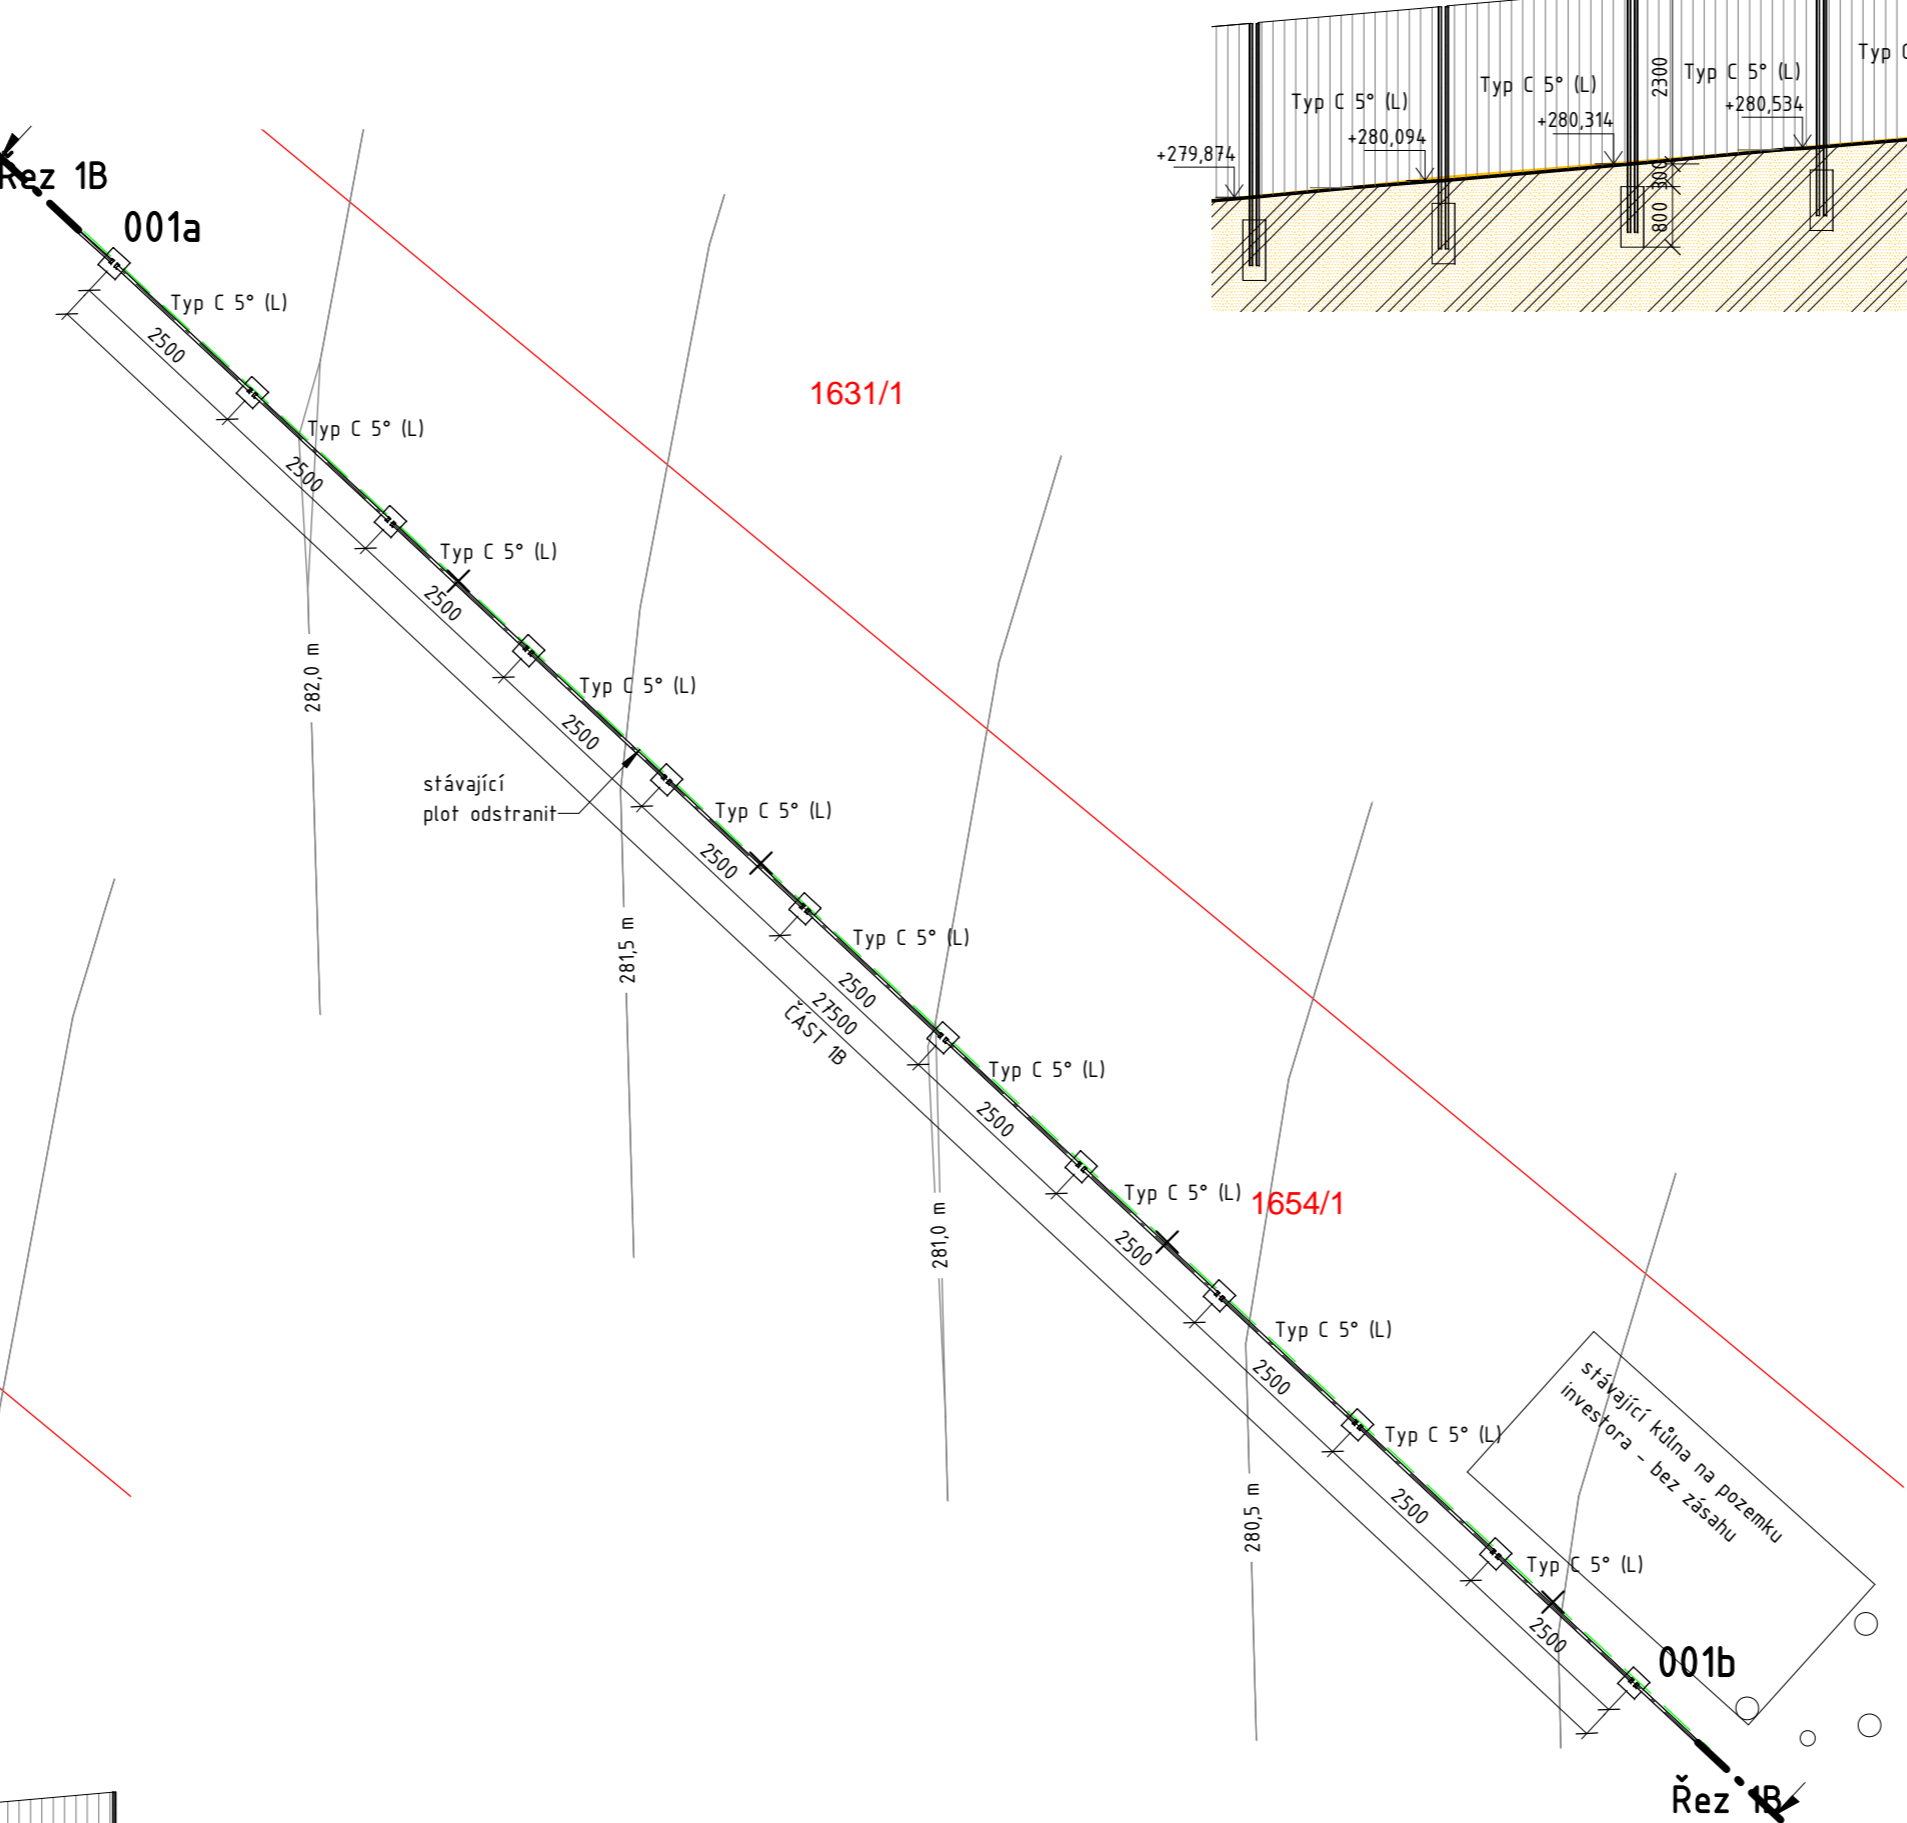 Typ C
2300
Typ C 5° (L)
Typ C 5° (L)
Typ C 5° (L)
+280,534
+280,314
+280,094
+279,874
300
800
Řez 1B
001a
Typ C 5° (L)
2500
1631/1
Typ C 5° (L)
2500
Typ C 5° (L)
2500
282,0 m
Typ C 5° (L)
2500
stávající
plot odstranit
Typ C 5° (L)
2500
281,5 m
Typ C 5° (L)
2500
27500
ČÁST 1B
Typ C 5° (L)
2500
Typ C 5° (L)
1654/1
2500
281,0 m
Typ C 5° (L)
2500
stávající kůlna na pozemku
investora - bez zásahu
Typ C 5° (L)
2500
280,5 m
Typ C 5° (L)
2500
001b
Řez 1B